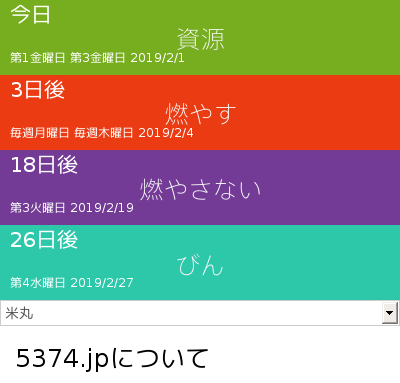 今日
資源
第1金曜日 第3金曜日 2019/2/1
3日後
燃やす
毎週月曜日 毎週木曜日 2019/2/4
18日後
燃やさない
第3火曜日 2019/2/19
26日後
びん
第4水曜日 2019/2/27
米丸
5374.jpについて